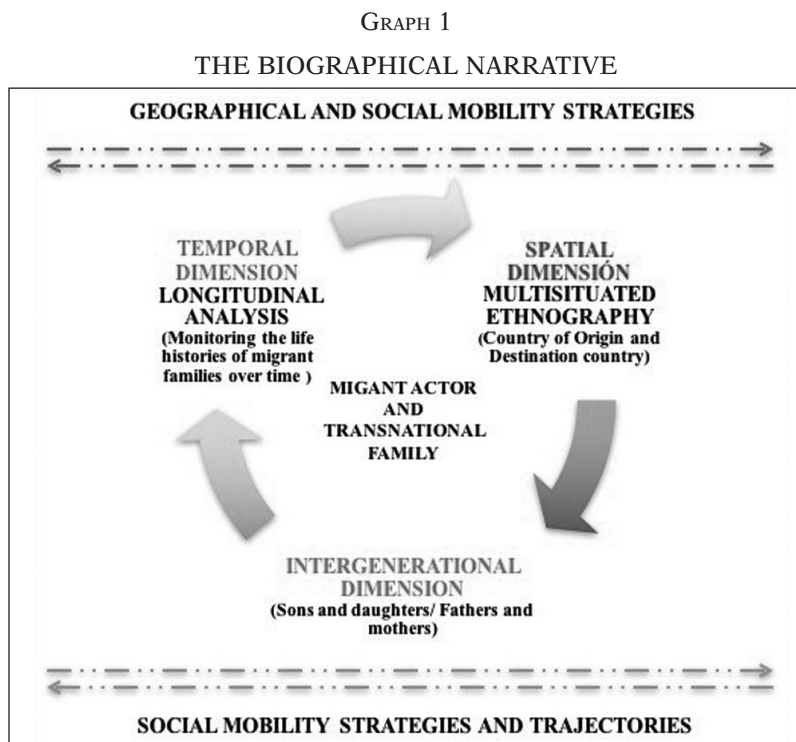 GRAPH 1
THE BIOGRAPHICAL NARRATIVE
GEOGRAPHICAL AND SOCIAL MOBILITY STRATEGIES
TEMPORAL
DIMENSION
LONGITUDINAL
ANALYSIS
(Monitoring the life
histories of migrant
families over time )
SPATIAL
DIMENSIÓN
MULTISITUATED
ETHNOGRAPHY
(Country of Origin and
Destination country)
MIGANT ACTOR
AND
TRANSNATIONAL
FAMILY
INTERGENERATIONAL
DIMENSION
(Sons and daughters/ Fathers and
mothers)
SOCIAL MOBILITY STRATEGIES AND TRAJECTORIES